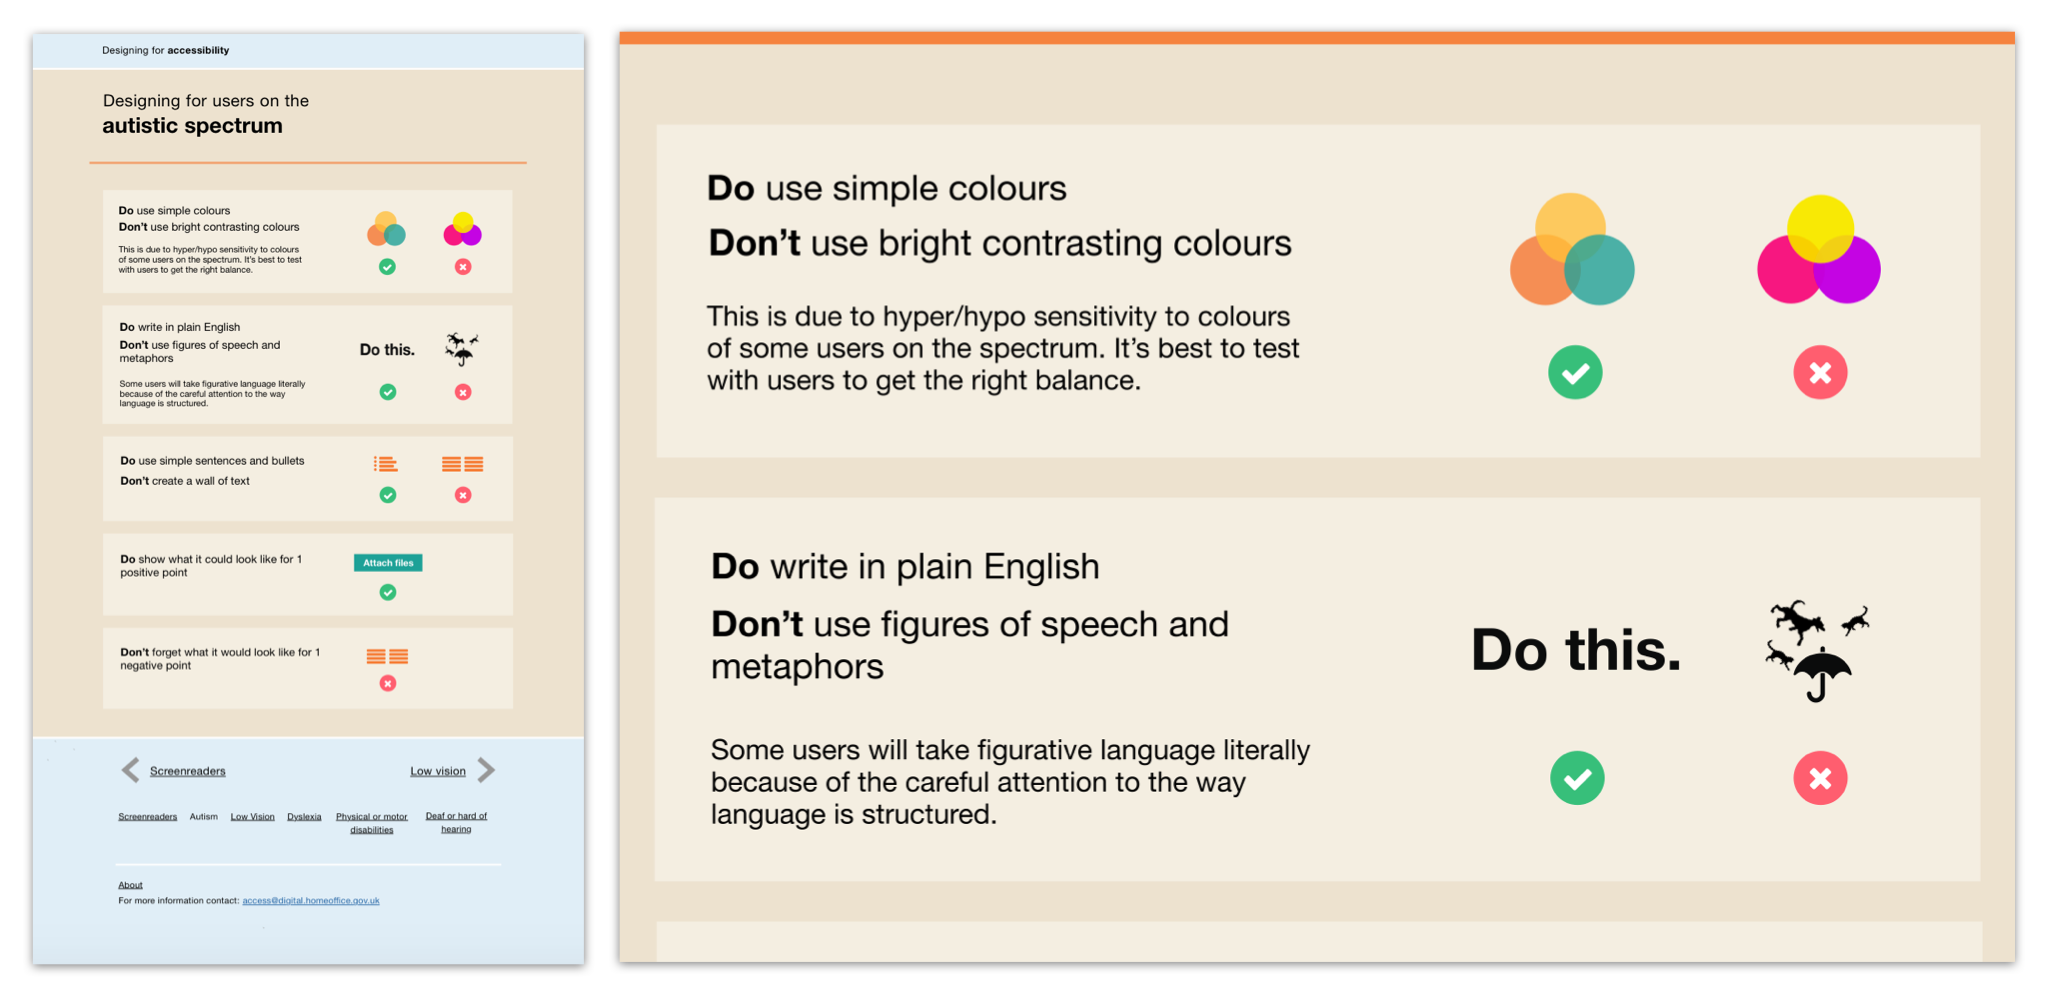 Designing for accessibility
Designing for users on the
autistic spectrum
Do use simple colours
Don't use bright contrasting colours
This is due to hyper/hypo sensitivity to colours
of some users on the spectrum. It's best to test
with users to get the right balance.
Do write in plain English
Don't use figures of speech and
metaphors
Do this.
Some users will take figurative language literally
because of the careful attention to the way
language is structured.
Do use simple sentences and bullets
Don't create a wall of text
Do show what it could look like for 1
positive point
Attach files
Don't forget what it would look like for 1
negative point
Screenreaders
Low vision
Screenreaders
Autism
Low Vision
Dyslexia
Physical or motor
disabilities
Deaf or hard of
hearing
About
For more information contact: access@digital.homeoffice.gov.uk
Do use simple colours
Don't use bright contrasting colours
This is due to hyper/hypo sensitivity to colours
of some users on the spectrum. It's best to test
with users to get the right balance.
Do write in plain English
Don't use figures of speech and
metaphors
Do this.
Some users will take figurative language literally
because of the careful attention to the way
language is structured.